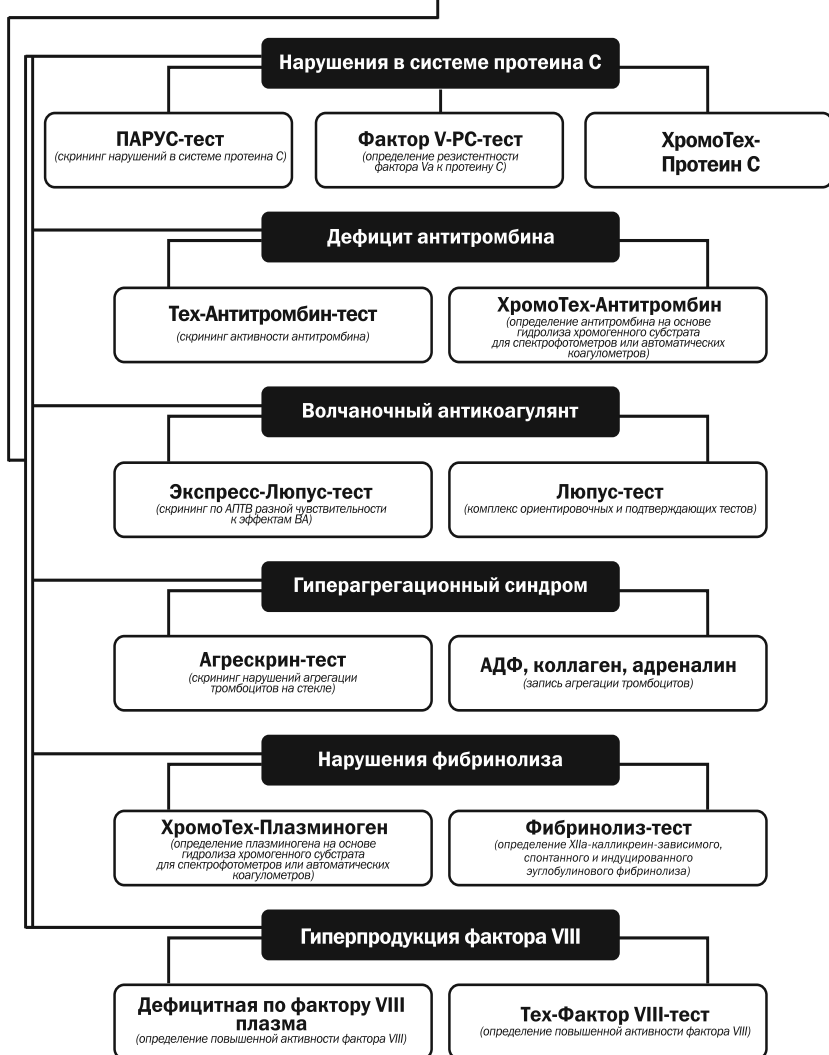 Нарушения в системе протеина С
ПАРУС-тест
(скрининг нарушений в системе протеина С)
Фактор V-РС-тест
(определение резистентности
фактора Va к протеину С)
ХромоТех-
Протеин С
Дефицит антитромбина
Тех-Антитромбин-тест
(скрининг активности антитромбина)
ХромоТех-Антитромбин
(определение антитромбина на основе
гидролиза хромогенного субстрата
для спектрофотометров или автоматических
коагулометров)
Волчаночный антикоагулянт
Экспресс-Люпус-тест
(скрининг по АПТВ разной чувствительности
к эффектам ВА)
Люпус-тест
(комплекс ориентировочных и подтверждающих тестов)
Гиперагрегационный синдром
Агрескрин-тест
(скрининг нарушений агрегации
тромбоцитов на стекле)
АДФ, коллаген, адреналин
(запись агрегации тромбоцитов)
Нарушения фибринолиза
ХромоТех-Плазминоген
(определение плазминогена на основе
гидролиза хромогенного субстрата
для спектрофотометров или автоматических
коагулометров)
Фибринолиз-тест
(определение XIIа-калликреин-зависимого,
спонтанного и индуцированного
эуглобулинового фибринолиза)
Гиперпродукция фактора VIII
Дефицитная по фактору VIII
плазма
(определение повышенной активности фактора VIII)
Тех-Фактор VIII-тест
(определение повышенной активности фактора VIII)